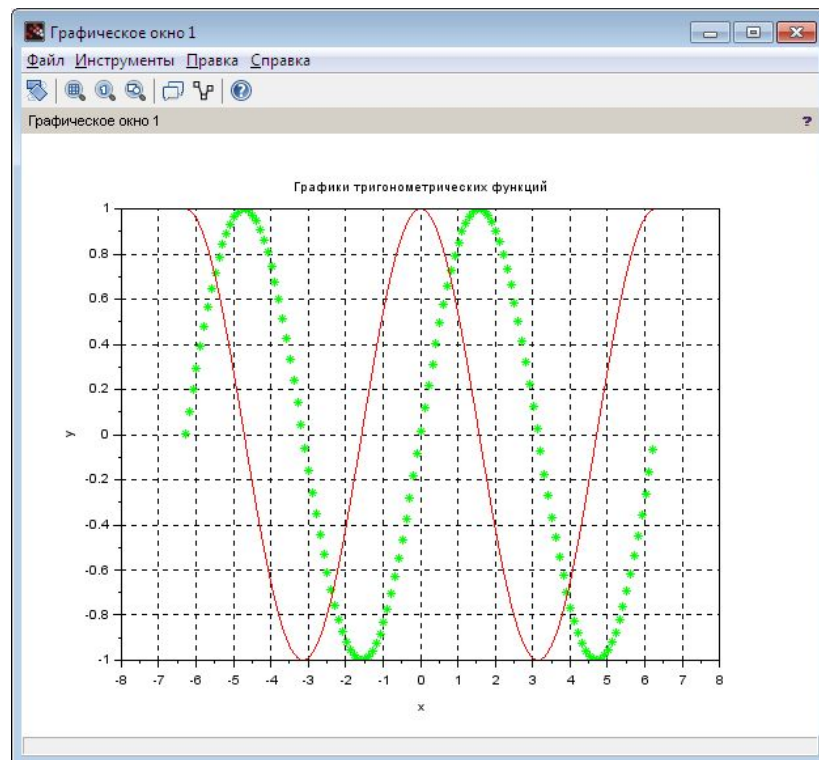 Графическое окно 1
Файл Инструменты Правка Справка
Графическое окно 1 ?
Графики тригонометрических функций
1
0.8
0.6
0.4
0.2
0
-0.2
-0.4
-0.6
-0.8
-1
y
-8 -7 -6 -5 -4 -3 -2 -1 0 1 2 3 4 5 6 7 8
x